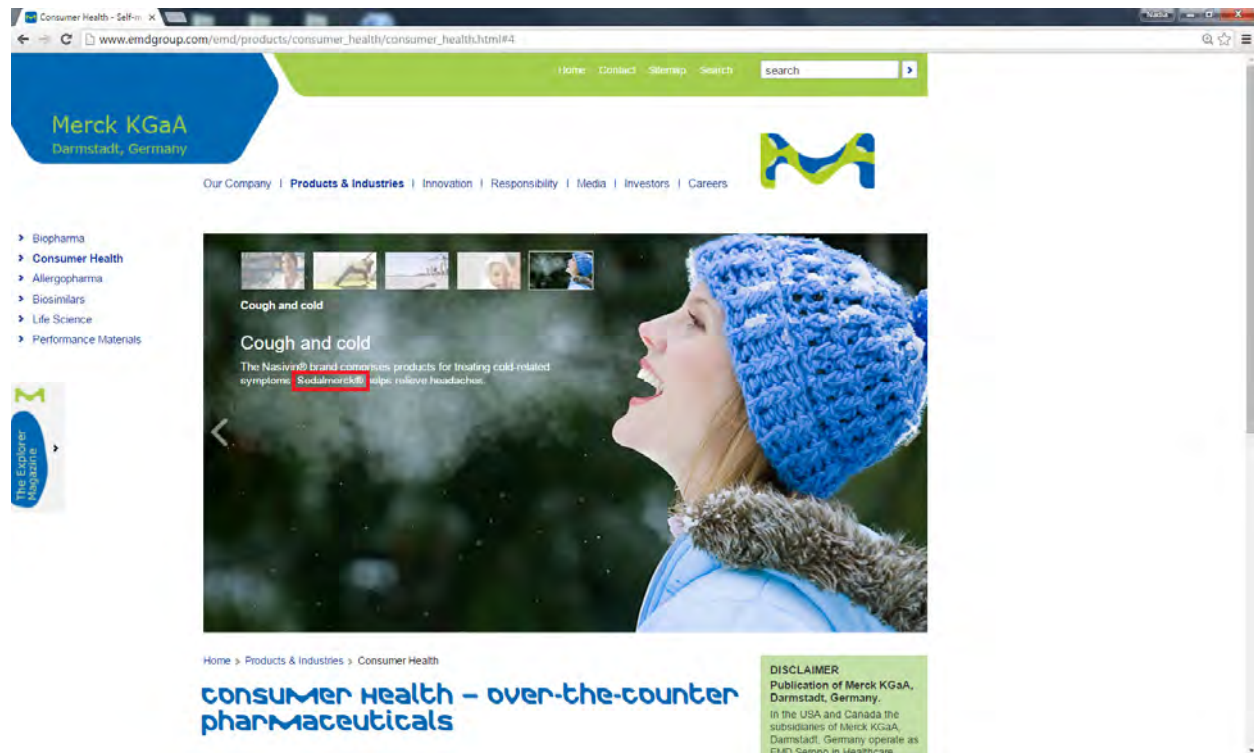 Consumer Health - Self-m
Nadia
www.emdgroup.com/emd/products/consumer_health/consumer_health.html#4
Home Contact Sitemap Search
search
Merck KGaA
Darmstadt, Germany
Our Company | Products & Industries | Innovation | Responsibility | Media | Investors | Careers
Biopharma
Consumer Health
Allergopharma
Biosimilars
Life Science
Performance Materials
The Explorer
Magazine
Cough and cold
Cough and cold
The Nasivin® brand comprises products for treating cold-related
symptoms. Sedalmerck® helps relieve headaches.
Home > Products & Industries > Consumer Health
consumer Health – over-the-counter
pharmaceuticals
DISCLAIMER
Publication of Merck KGaA,
Darmstadt, Germany.
In the USA and Canada the
subsidiaries of Merck KGaA,
Darmstadt, Germany operate as
EMD Serono in Healthcare,